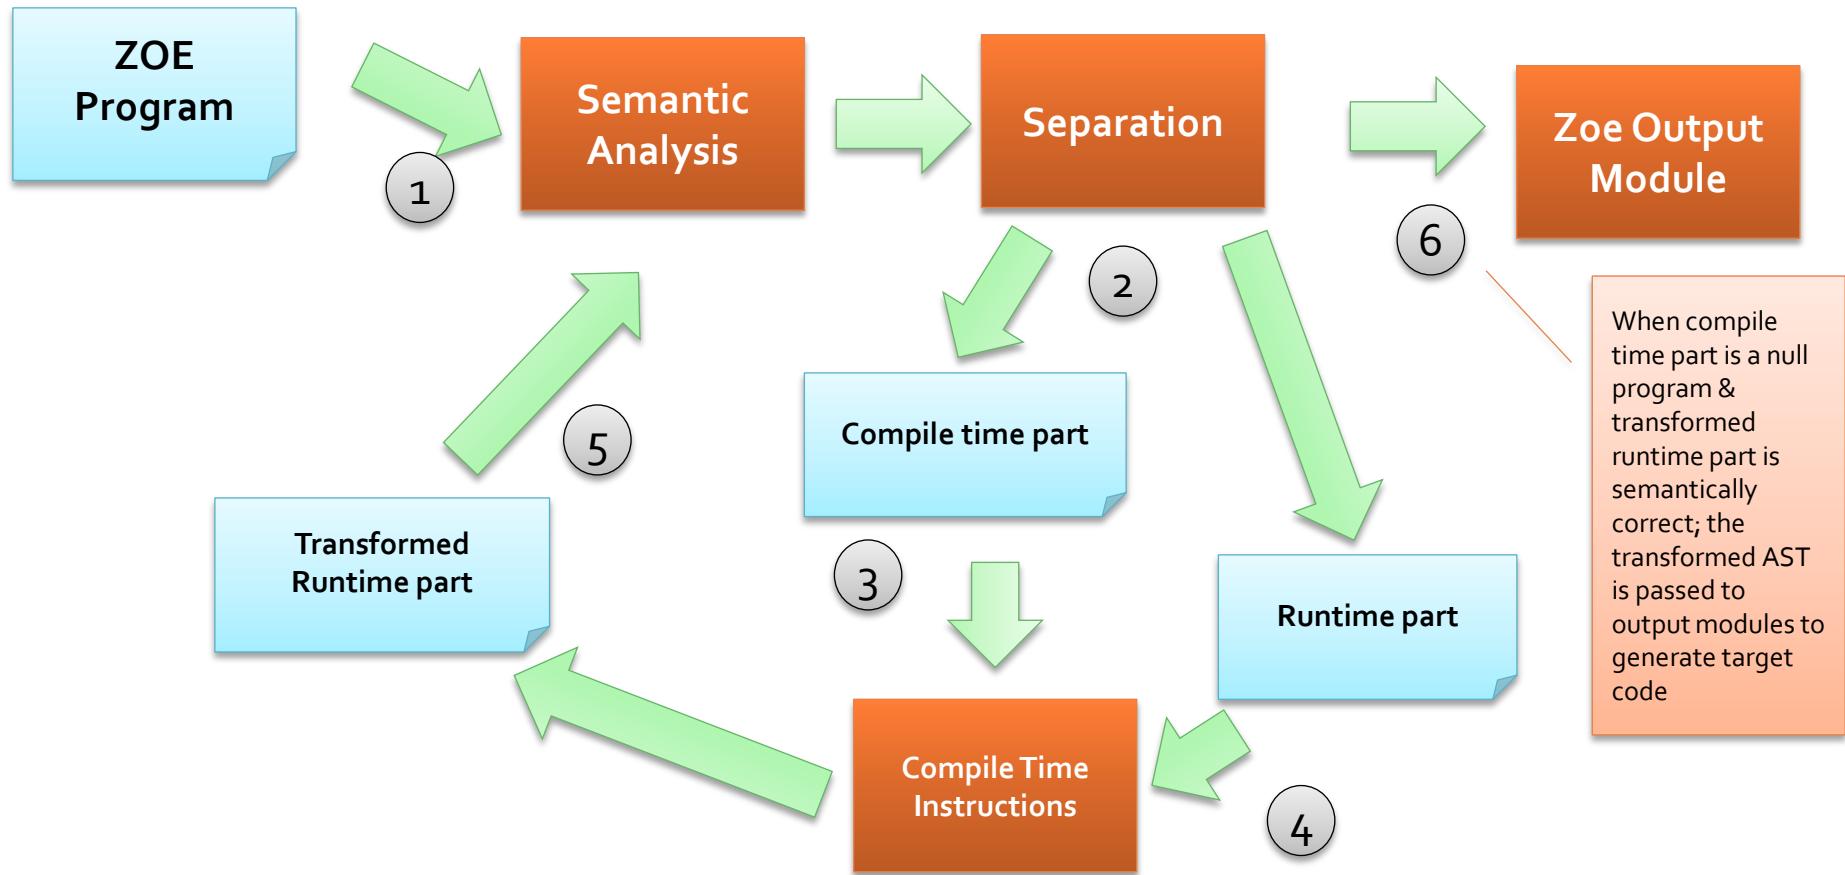 ZOE
Program
Semantic
Analysis
Separation
Zoe Output
Module
1
2
6
When compile
time part is a null
program &
transformed
runtime part is
semantically
correct; the
transformed AST
is passed to
output modules to
generate target
code
5
Compile time part
Transformed
Runtime part
3
Runtime part
Compile Time
Instructions
4